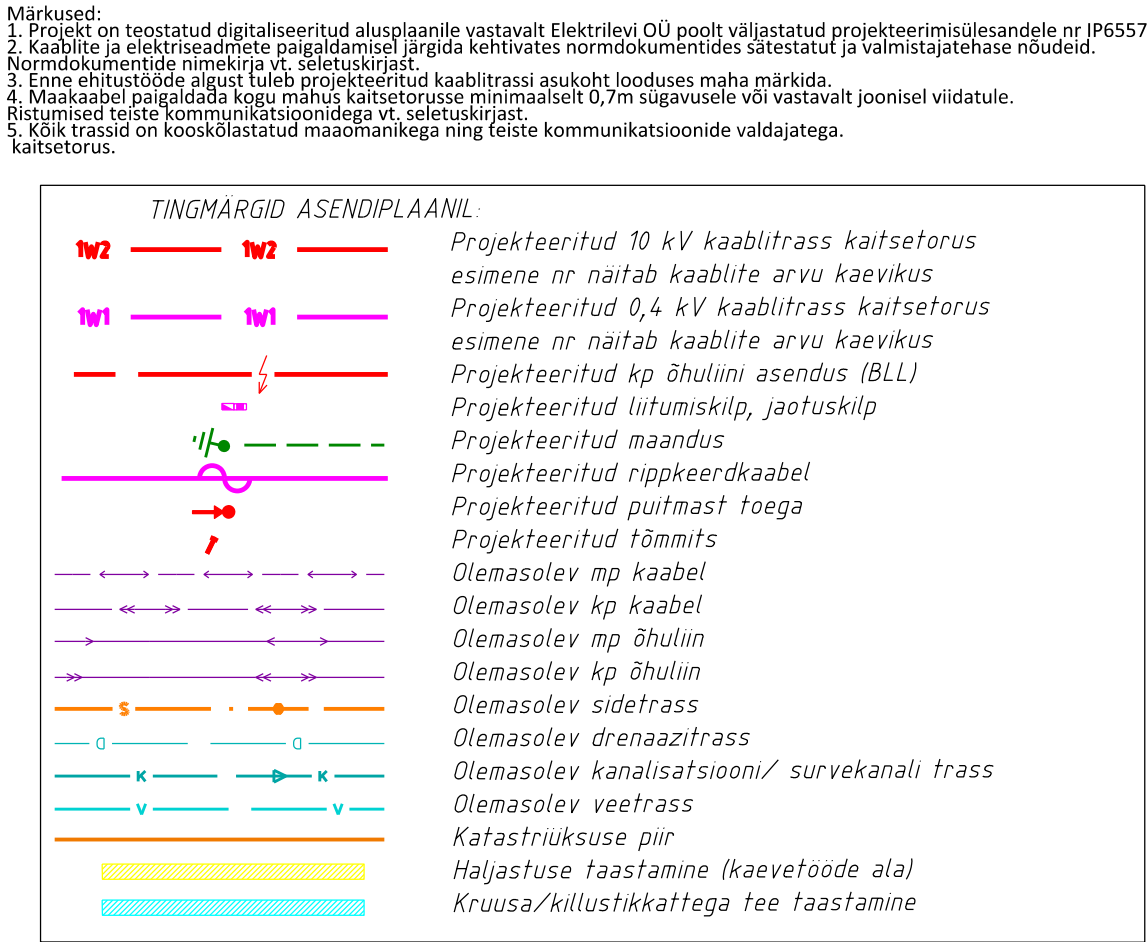 Märkused:
1. Projekt on teostatud digitaliseeritud alusplaanile vastavalt Elektrilevi OÜ poolt väljastatud projekteerimisülesandele nr IP6557
2. Kaablite ja elektriseadmete paigaldamisel järgida kehtivates normdokumentides sätestatut ja valmistajatehase nõudeid.
Normdokumentide nimekirja vt. seletuskirjast.
3. Enne ehitustööde algust tuleb projekteeritud kaablitrassi asukoht looduses maha märkida.
4. Maakaabel paigaldada kogu mahus kaitsetorusse minimaalselt 0,7m sügavusele või vastavalt joonisel viidatule.
Ristumised teiste kommunikatsioonidega vt. seletuskirjast.
5. Kõik trassid on kooskõlastatud maaomanikega ning teiste kommunikatsioonide valdajatega.
kaitsetorus.
TINGMÄRGID ASENDIPLAANIL:
1W2 1W2 Projekteeritud 10 kV kaablitrass kaitsetorus
esimene nr näitab kaablite arvu kaevikus
1W1 1W1 Projekteeritud 0,4 kV kaablitrass kaitsetorus
esimene nr näitab kaablite arvu kaevikus
Projekteeritud kp õhuliini asendus (BLL)
Projekteeritud liitumiskilp, jaotuskilp
Projekteeritud maandus
Projekteeritud rippkeerdkaabel
Projekteeritud puitmast toega
Projekteeritud tõmmits
Olemasolev mp kaabel
Olemasolev kp kaabel
Olemasolev mp õhuliin
Olemasolev kp õhuliin
S Olemasolev sidetrass
D D Olemasolev drenaazitrass
K K Olemasolev kanalisatsiooni/ survekanali trass
V V Olemasolev veetrass
Katastriüksuse piir
Haljastuse taastamine (kaevetööde ala)
Kruusa/killustikkattega tee taastamine